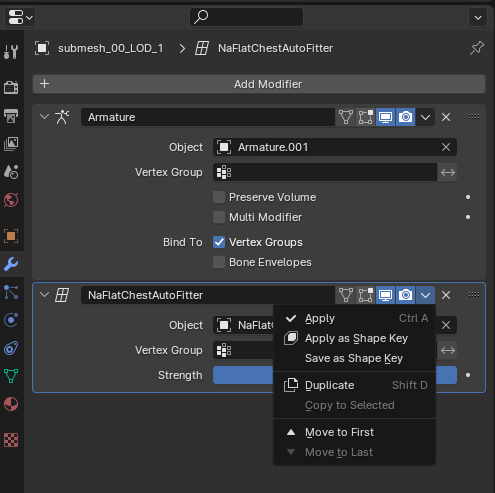 submesh_00_LOD_1 > NaFlatChestAutoFitter
+ Add Modifier
Armature
Object Armature.001
Vertex Group
Preserve Volume
Multi Modifier
Bind To Vertex Groups
Bone Envelopes
NaFlatChestAutoFitter
Apply Ctrl A
Object NaFlat
Apply as Shape Key
Vertex Group
Save as Shape Key
Strength
Duplicate Shift D
Copy to Selected
Move to First
Move to Last